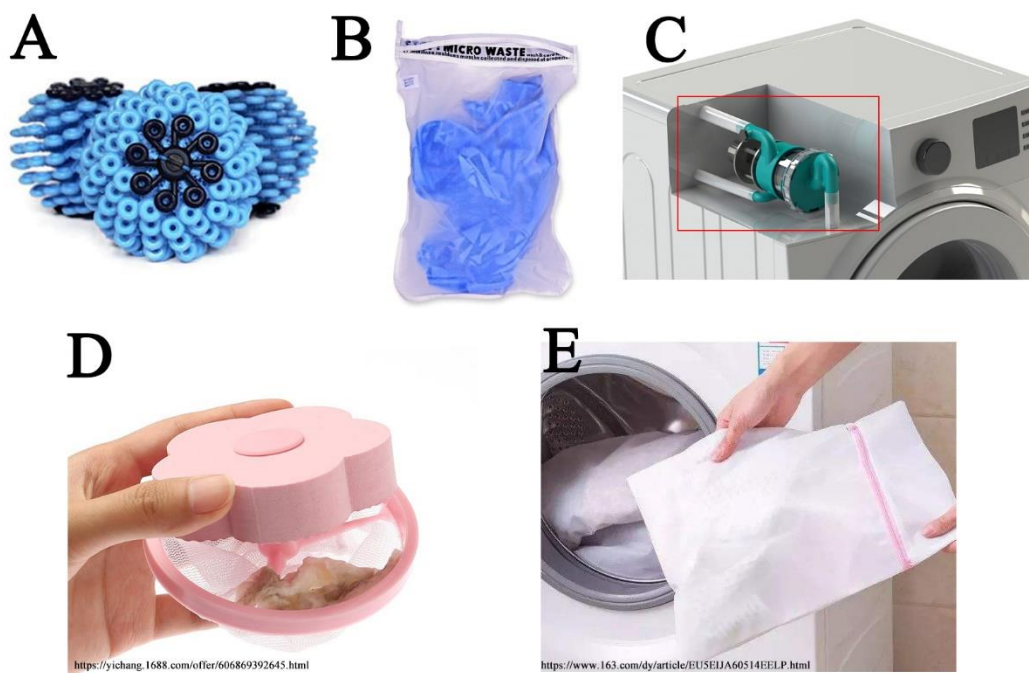 A
B
C
MICRO WASTE
D
E
https://yichang.1688.com/offer/606869392645.html
https://www.163.com/dy/article/EU5EIJA60514EELP.html